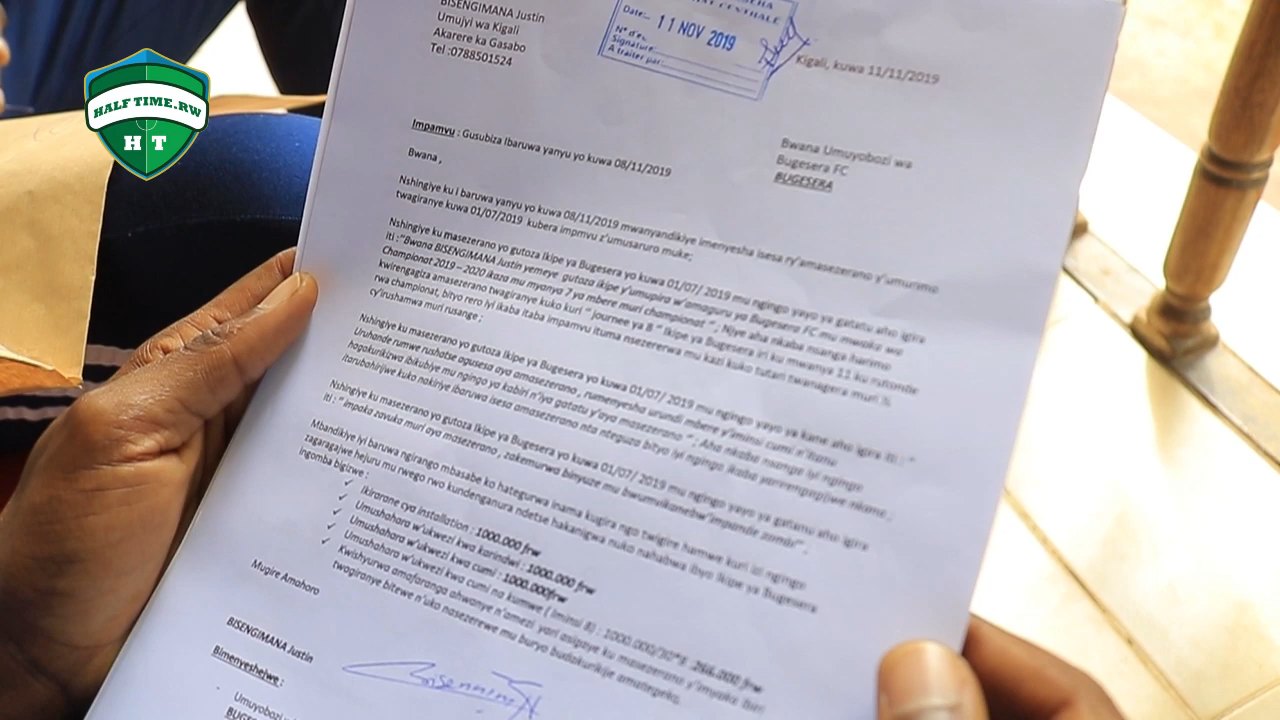 HALF TIME.RW
H T
BISENGIMANA Justin
Umujyi wa Kigali
Akarere ka Gasabo
Tel :0788501524
Date:
11 NOV 2019
Signature
A traiter par:
Kigali, kuwa 11/11/2019
Bwana Umuyobozi wa
Bugesera FC
BUGESERA
Impamvu : Gusubiza Ibaruwa yanyu yo kuwa 08/11/2019
Bwana ,
Nshingiye ku i baruwa yanyu yo kuwa 08/11/2019 mwanyandikiye imenyesha isesa ry'amasezerano y'umurimo
twagiranye kuwa 01/07/2019 kubera impmvu z'umusaruro muke;
Nshingiye ku masezerano yo gutoza Ikipe ya Bugesera yo kuwa 01/07/ 2019 mu ngingo yayo ya gatatu aho igira
iti :"Bwana BISENGIMANA Justin yemeye gutoza ikipe y'umupira w'amaguru ya Bugesera FC mu mwaka wa
Championat 2019 – 2020 ikaza mu myanya 7 ya mbere muri championat " ; Njye aha nkaba nsanga harimo
kwirengagiza amasezerano twagiranye kuko kuri " journee ya 8 " Ikipe ya Bugesera iri ku mwanya 11 ku rutonde
rwa championat, bityo rero iyi ikaba itaba impamvu ituma nsezererwa mu kazi kuko tutari twanagera muri ½
cy'irushamwa muri rusange ;
Nshingiye ku masezerano yo gutoza Ikipe ya Bugesera yo kuwa 01/07/ 2019 mu ngingo yayo ya kane aho igira iti : "
Uruhande rumwe rushatse gusesa aya amasezerano , rumenyesha urundi mbere y'iminsi cumi n'itanu
hagakurikizwa ibikubiye mu ngingo ya kabiri n'iya gatatu y'aya masezerano " ; Aha nkaba nsanga iyi ngingo
itarubahirijwe kuko nakiriye ibaruwa isesa amasezerano nta nteguza bityo iyi ngingo ikaba yarirengagijwe nkana ;
Nshingiye ku masezerano yo gutoza Ikipe ya Bugesera yo kuwa 01/07/ 2019 mu ngingo yayo ya gatanu aho igira
iti : " impaka zavuka muri aya masezerano , zakemurwa binyuze mu bwumvikanebw'impande zombi" ,
Mbandikiye iyi baruwa ngirango mbasabe ko hategurwa inama kugira ngo twigire hamwe kuri izi ngingo
zagaragajwe hejuru mu rwego rwo kundenganura ndetse hakanigwa nuko nahabwa ibyo Ikipe ya Bugesera
ingomba bigizwe :
✓ Ikirarane cya installation : 1000.000 frw
✓ Umushahara w'ukwezi kwa karindwi : 1000.000 frw
✓ Umushahara w'ukwezi kwa cumi : 1000.000frw
✓ Umushahara w'ukwezi kwa cumi na kumwe ( Iminsi 8) : 1000.000/30*8 :266.000 frw
✓ Kwishyurwa amafaranga ahwanye n'amezi yari asigaye ku masezerano y'imyaka ibiri
twagiranye bitewe n'uko nasezerewe mu buryo budakurikije amategeko.
Mugire Amahoro
BISENGIMANA Justin
Bimenyeshejwe :